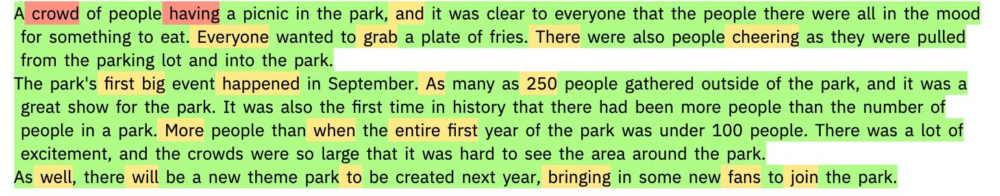 A crowd of people having a picnic in the park, and it was clear to everyone that the people there were all in the mood
for something to eat. Everyone wanted to grab a plate of fries. There were also people cheering as they were pulled
from the parking lot and into the park.
The park's first big event happened in September. As many as 250 people gathered outside of the park, and it was a
great show for the park. It was also the first time in history that there had been more people than the number of
people in a park. More people than when the entire first year of the park was under 100 people. There was a lot of
excitement, and the crowds were so large that it was hard to see the area around the park.
As well, there will be a new theme park to be created next year, bringing in some new fans to join the park.